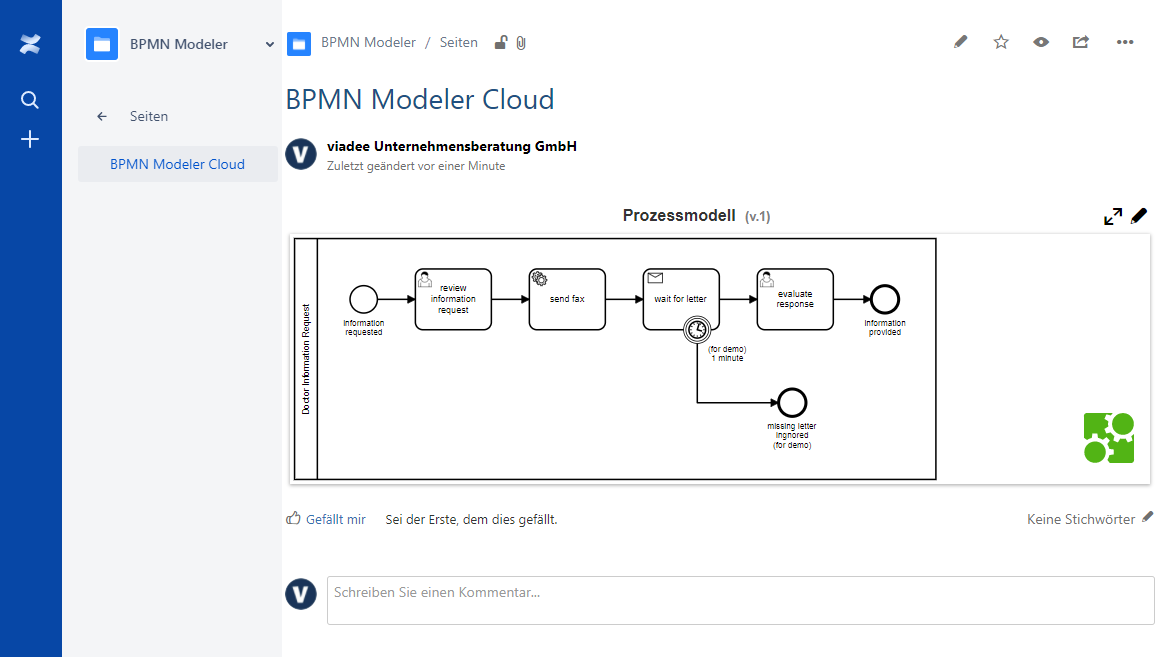 BPMN Modeler
BPMN Modeler / Seiten
Seiten
BPMN Modeler Cloud
BPMN Modeler Cloud
V
viadee Unternehmensberatung GmbH
Zuletzt geändert vor einer Minute
Prozessmodell (v.1)
Doctor Information Request
Information
requested
review
information
request
send fax
wait for letter
evaluate
response
Information
provided
(for demo)
1 minute
missing letter
ingnored
(for demo)
Gefällt mir Sei der Erste, dem dies gefällt.
Keine Stichwörter
V
Schreiben Sie einen Kommentar...